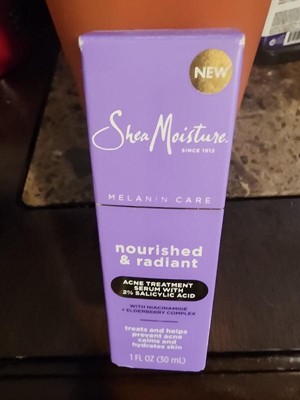 NEW
SheaMoisture
SINCE 1912
MELANIN CARE
nourished
& radiant
ACNE TREATMENT
SERUM WITH
2% SALICYLIC ACID
WITH NIACINAMIDE
+ ELDERBERRY COMPLEX
treats and helps
prevent acne
calms and
hydrates skin
1 FL OZ (30 mL)